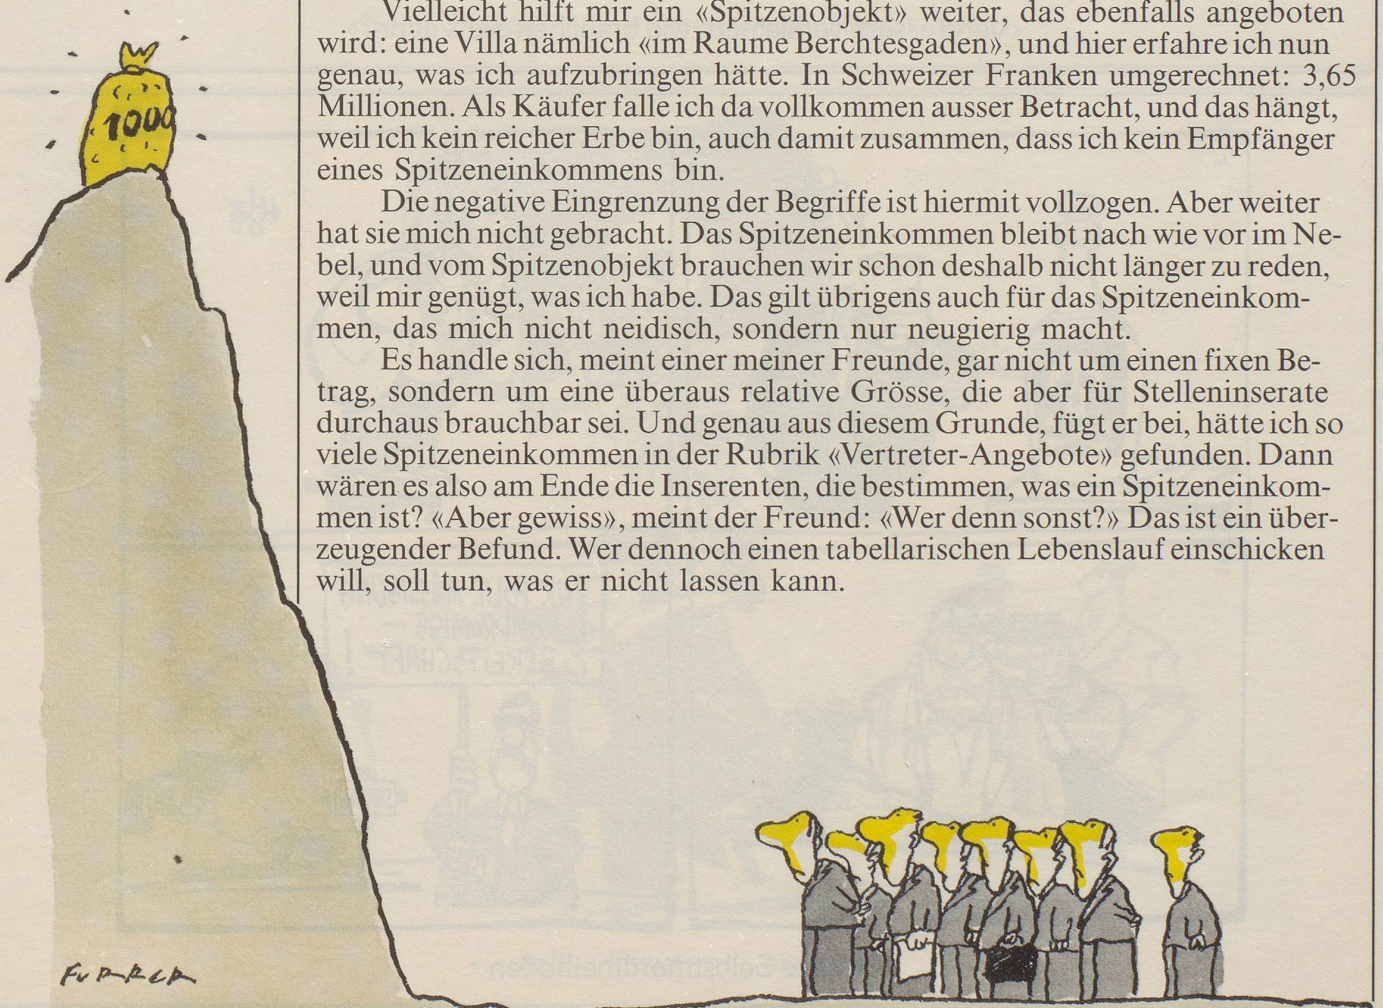 Vielleicht hilft mir ein «Spitzenobjekt» weiter, das ebenfalls angeboten
wird: eine Villa nämlich «im Raume Berchtesgaden», und hier erfahre ich nun
genau, was ich aufzubringen hätte. In Schweizer Franken umgerechnet: 3,65
Millionen. Als Käufer falle ich da vollkommen ausser Betracht, und das hängt,
weil ich kein reicher Erbe bin, auch damit zusammen, dass ich kein Empfänger
eines Spitzeneinkommens bin.
Die negative Eingrenzung der Begriffe ist hiermit vollzogen. Aber weiter
hat sie mich nicht gebracht. Das Spitzeneinkommen bleibt nach wie vor im Ne-
bel, und vom Spitzenobjekt brauchen wir schon deshalb nicht länger zu reden,
weil mir genügt, was ich habe. Das gilt übrigens auch für das Spitzeneinkom-
men, das mich nicht neidisch, sondern nur neugierig macht.
Es handle sich, meint einer meiner Freunde, gar nicht um einen fixen Be-
trag, sondern um eine überaus relative Grösse, die aber für Stelleninserate
durchaus brauchbar sei. Und genau aus diesem Grunde, fügt er bei, hätte ich so
viele Spitzeneinkommen in der Rubrik «Vertreter-Angebote» gefunden. Dann
wären es also am Ende die Inserenten, die bestimmen, was ein Spitzeneinkom-
men ist? «Aber gewiss», meint der Freund: «Wer denn sonst?» Das ist ein über-
zeugender Befund. Wer dennoch einen tabellarischen Lebenslauf einschicken
will, soll tun, was er nicht lassen kann.
1000
FURRER